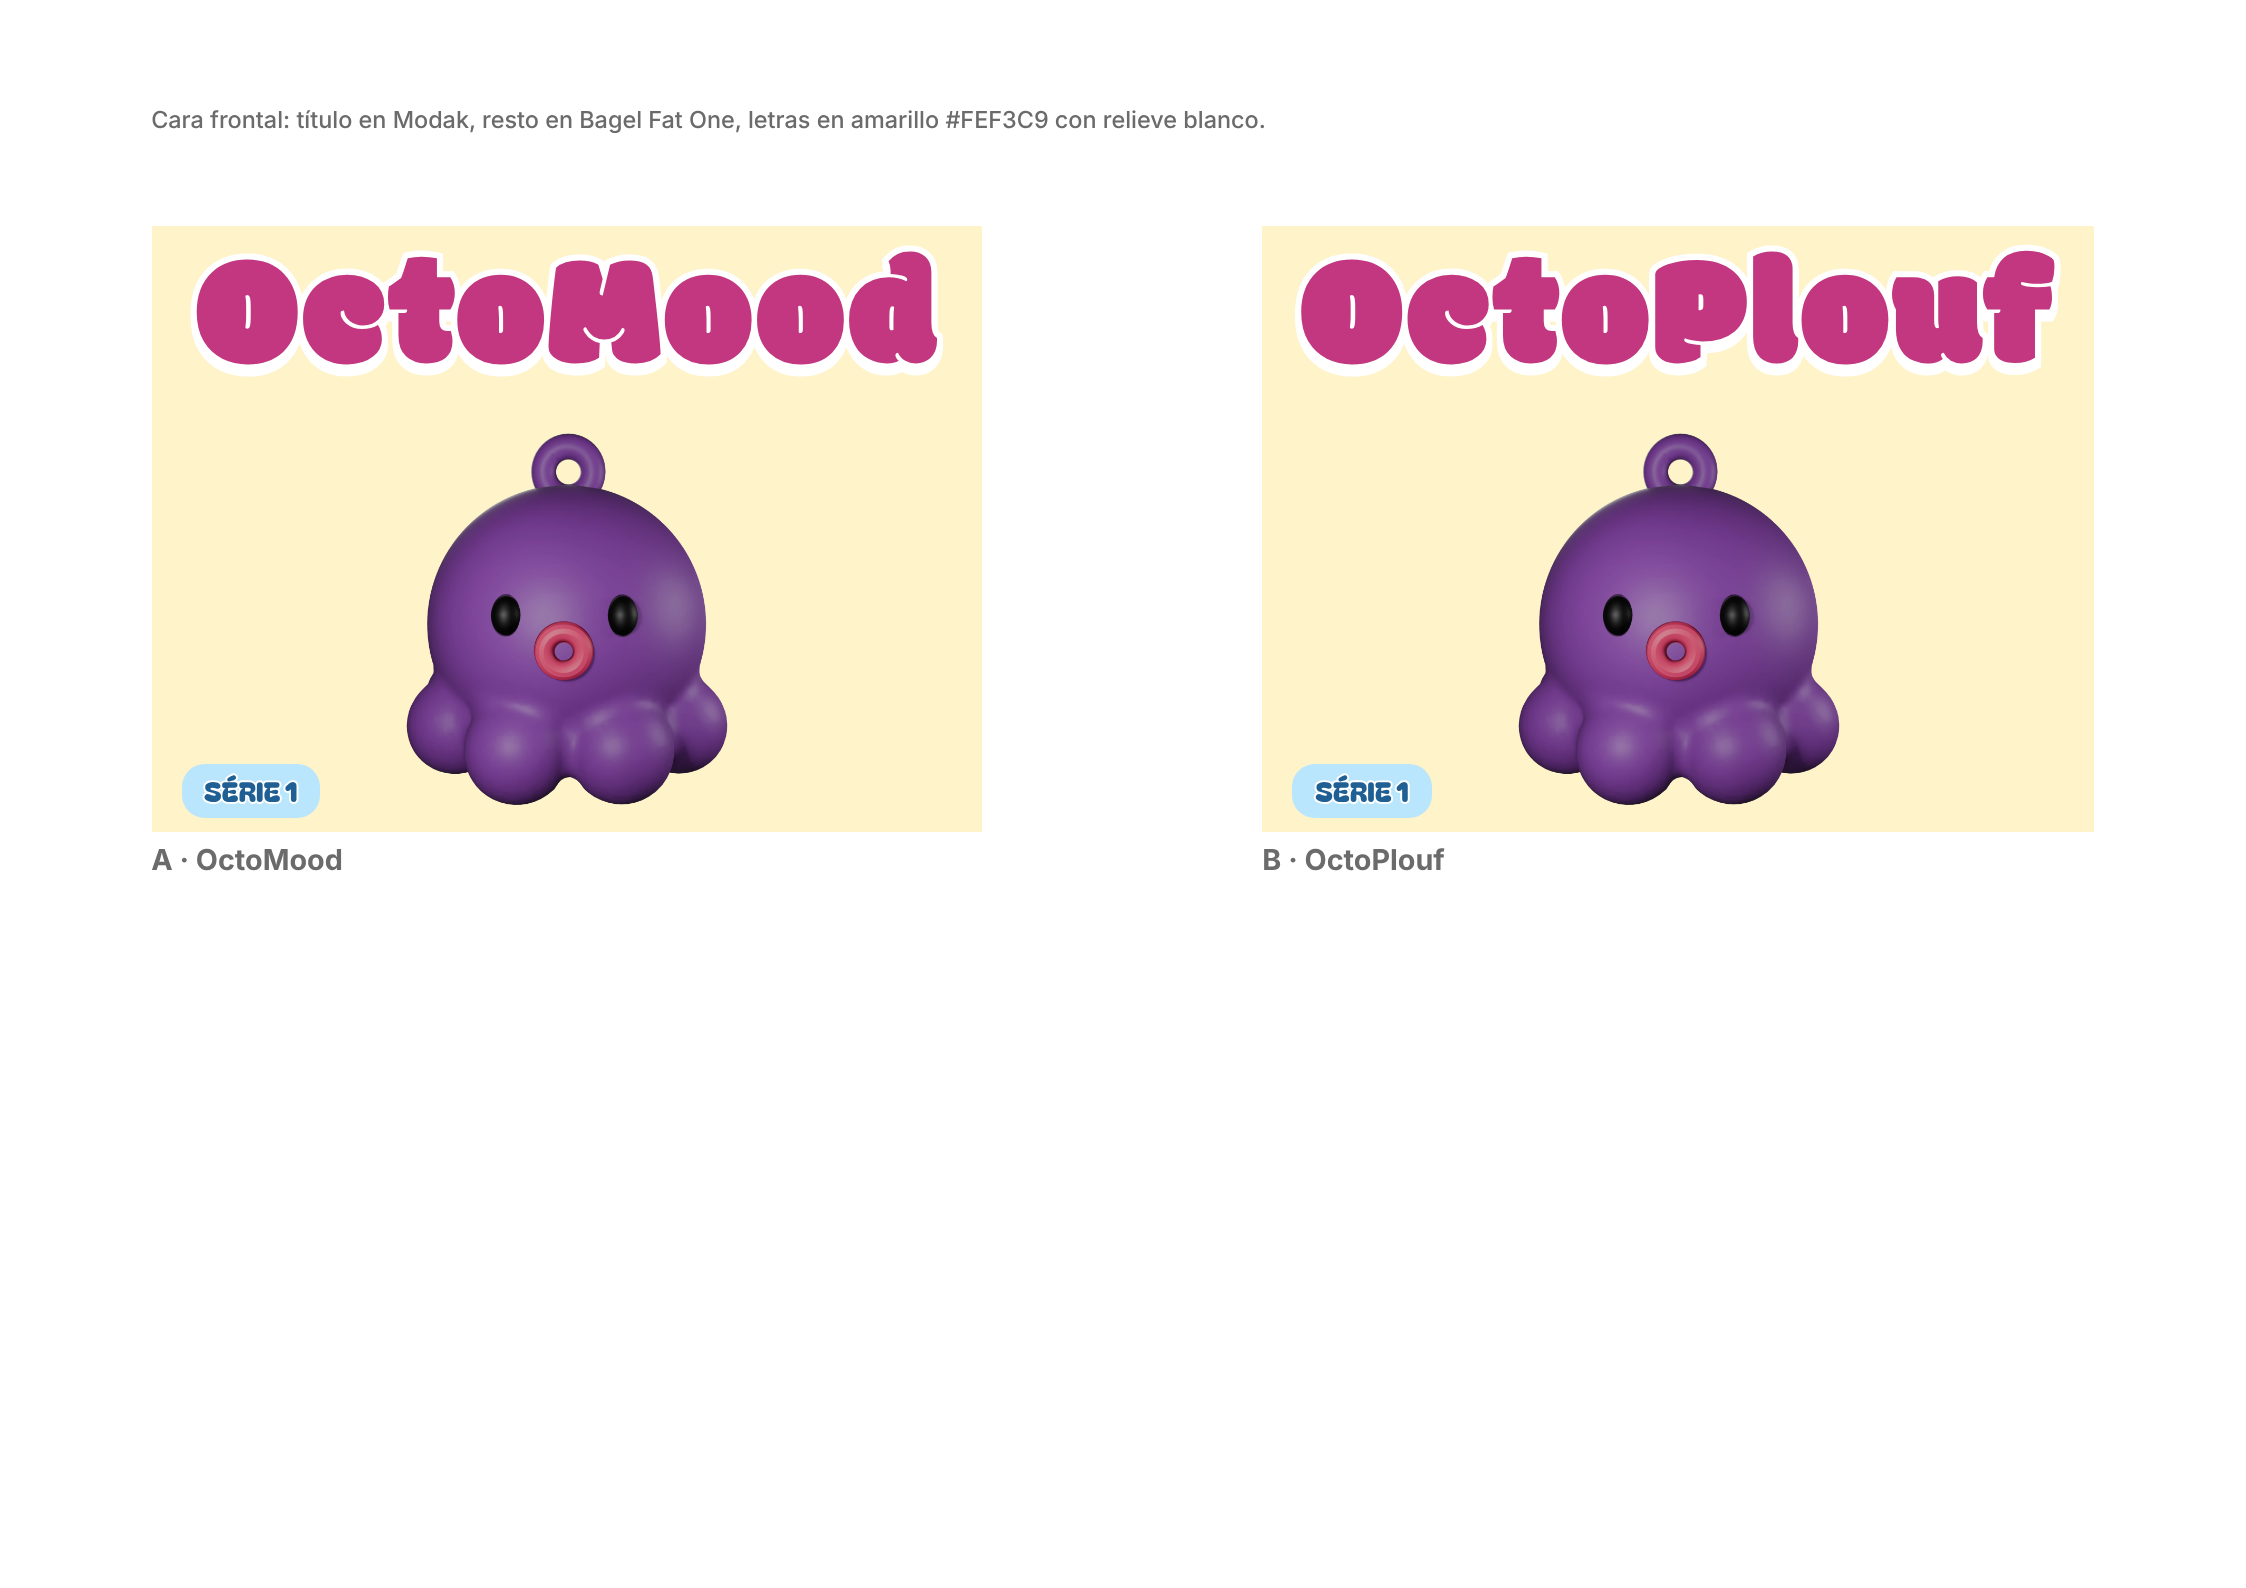 Cara frontal: título en Modak, resto en Bagel Fat One, letras en amarillo #FEF3C9 con relieve blanco.
OctoMood
SÉRIE 1
A · OctoMood
OctoPlouf
SÉRIE 1
B · OctoPlouf